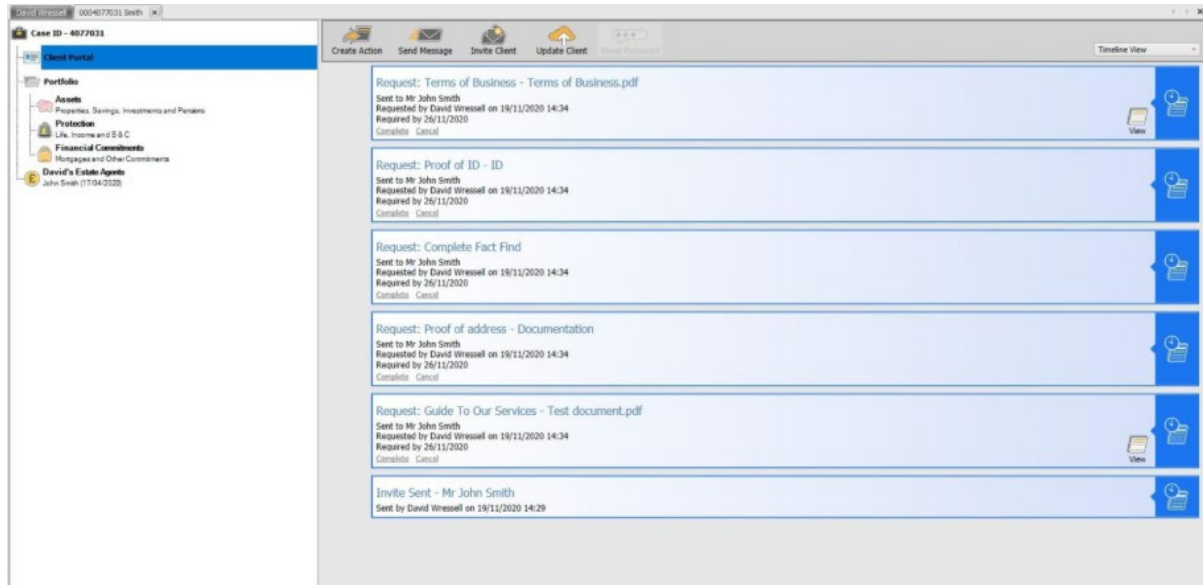 David Wressell
0004077031 Smith
Case ID - 4077031
Client Portal
Portfolio
Assets
Properties, Savings, Investments and Pensions
Protection
Life, Income and B & C
Financial Commitments
Mortgages and Other Commitments
David's Estate Agents
John Smith (17/04/2020)
Create Action
Send Message
Invite Client
Update Client
Reset Password
Timeline View
Request: Terms of Business - Terms of Business.pdf
Sent to Mr John Smith
Requested by David Wressell on 19/11/2020 14:34
Required by 26/11/2020
Complete Cancel
View
Request: Proof of ID - ID
Sent to Mr John Smith
Requested by David Wressell on 19/11/2020 14:34
Required by 26/11/2020
Complete Cancel
Request: Complete Fact Find
Sent to Mr John Smith
Requested by David Wressell on 19/11/2020 14:34
Required by 26/11/2020
Complete Cancel
Request: Proof of address - Documentation
Sent to Mr John Smith
Requested by David Wressell on 19/11/2020 14:34
Required by 26/11/2020
Complete Cancel
Request: Guide To Our Services - Test document.pdf
Sent to Mr John Smith
Requested by David Wressell on 19/11/2020 14:34
Required by 26/11/2020
Complete Cancel
View
Invite Sent - Mr John Smith
Sent by David Wressell on 19/11/2020 14:29